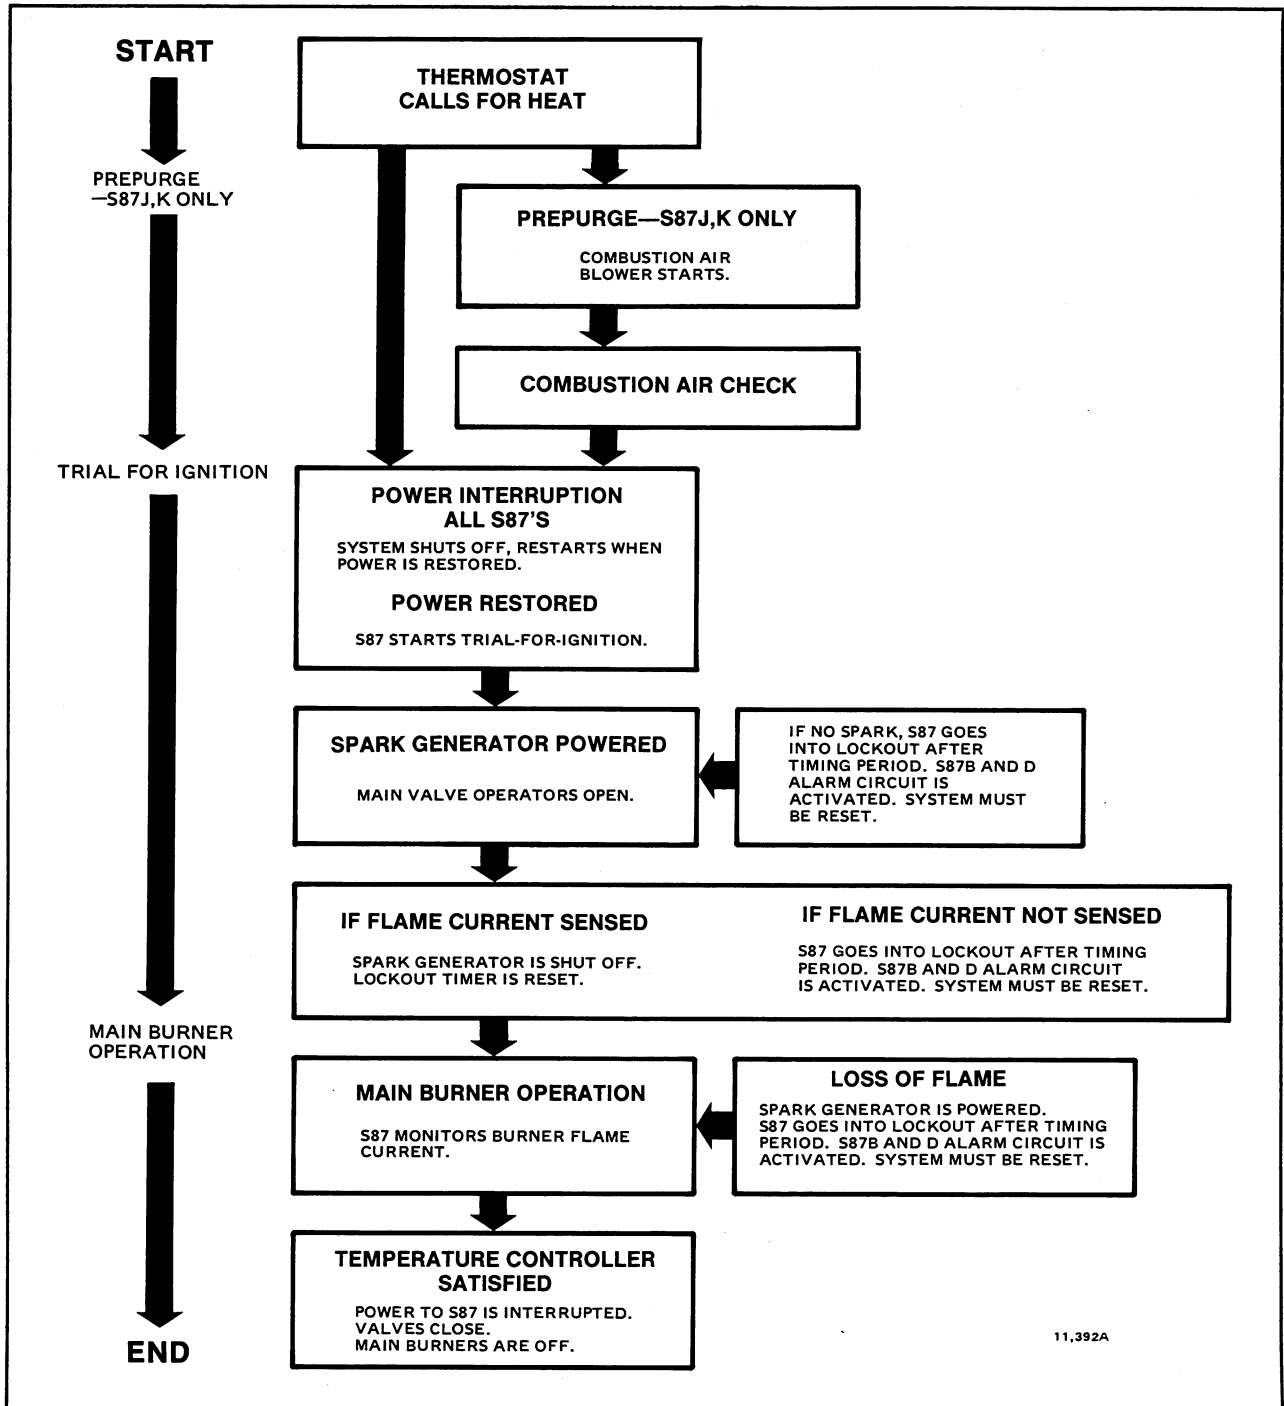 START
THERMOSTAT
CALLS FOR HEAT
PREPURGE
—S87J,K ONLY
PREPURGE—S87J,K ONLY
COMBUSTION AIR
BLOWER STARTS.
COMBUSTION AIR CHECK
TRIAL FOR IGNITION
POWER INTERRUPTION
ALL S87'S
SYSTEM SHUTS OFF, RESTARTS WHEN
POWER IS RESTORED.
POWER RESTORED
S87 STARTS TRIAL-FOR-IGNITION.
SPARK GENERATOR POWERED
MAIN VALVE OPERATORS OPEN.
IF NO SPARK, S87 GOES
INTO LOCKOUT AFTER
TIMING PERIOD. S87B AND D
ALARM CIRCUIT IS
ACTIVATED. SYSTEM MUST
BE RESET.
IF FLAME CURRENT SENSED
SPARK GENERATOR IS SHUT OFF.
LOCKOUT TIMER IS RESET.
IF FLAME CURRENT NOT SENSED
S87 GOES INTO LOCKOUT AFTER TIMING
PERIOD. S87B AND D ALARM CIRCUIT
IS ACTIVATED. SYSTEM MUST BE RESET.
MAIN BURNER
OPERATION
MAIN BURNER OPERATION
S87 MONITORS BURNER FLAME
CURRENT.
LOSS OF FLAME
SPARK GENERATOR IS POWERED.
S87 GOES INTO LOCKOUT AFTER TIMING
PERIOD. S87B AND D ALARM CIRCUIT IS
ACTIVATED. SYSTEM MUST BE RESET.
TEMPERATURE CONTROLLER
SATISFIED
POWER TO S87 IS INTERRUPTED.
VALVES CLOSE.
MAIN BURNERS ARE OFF.
END
11,392A